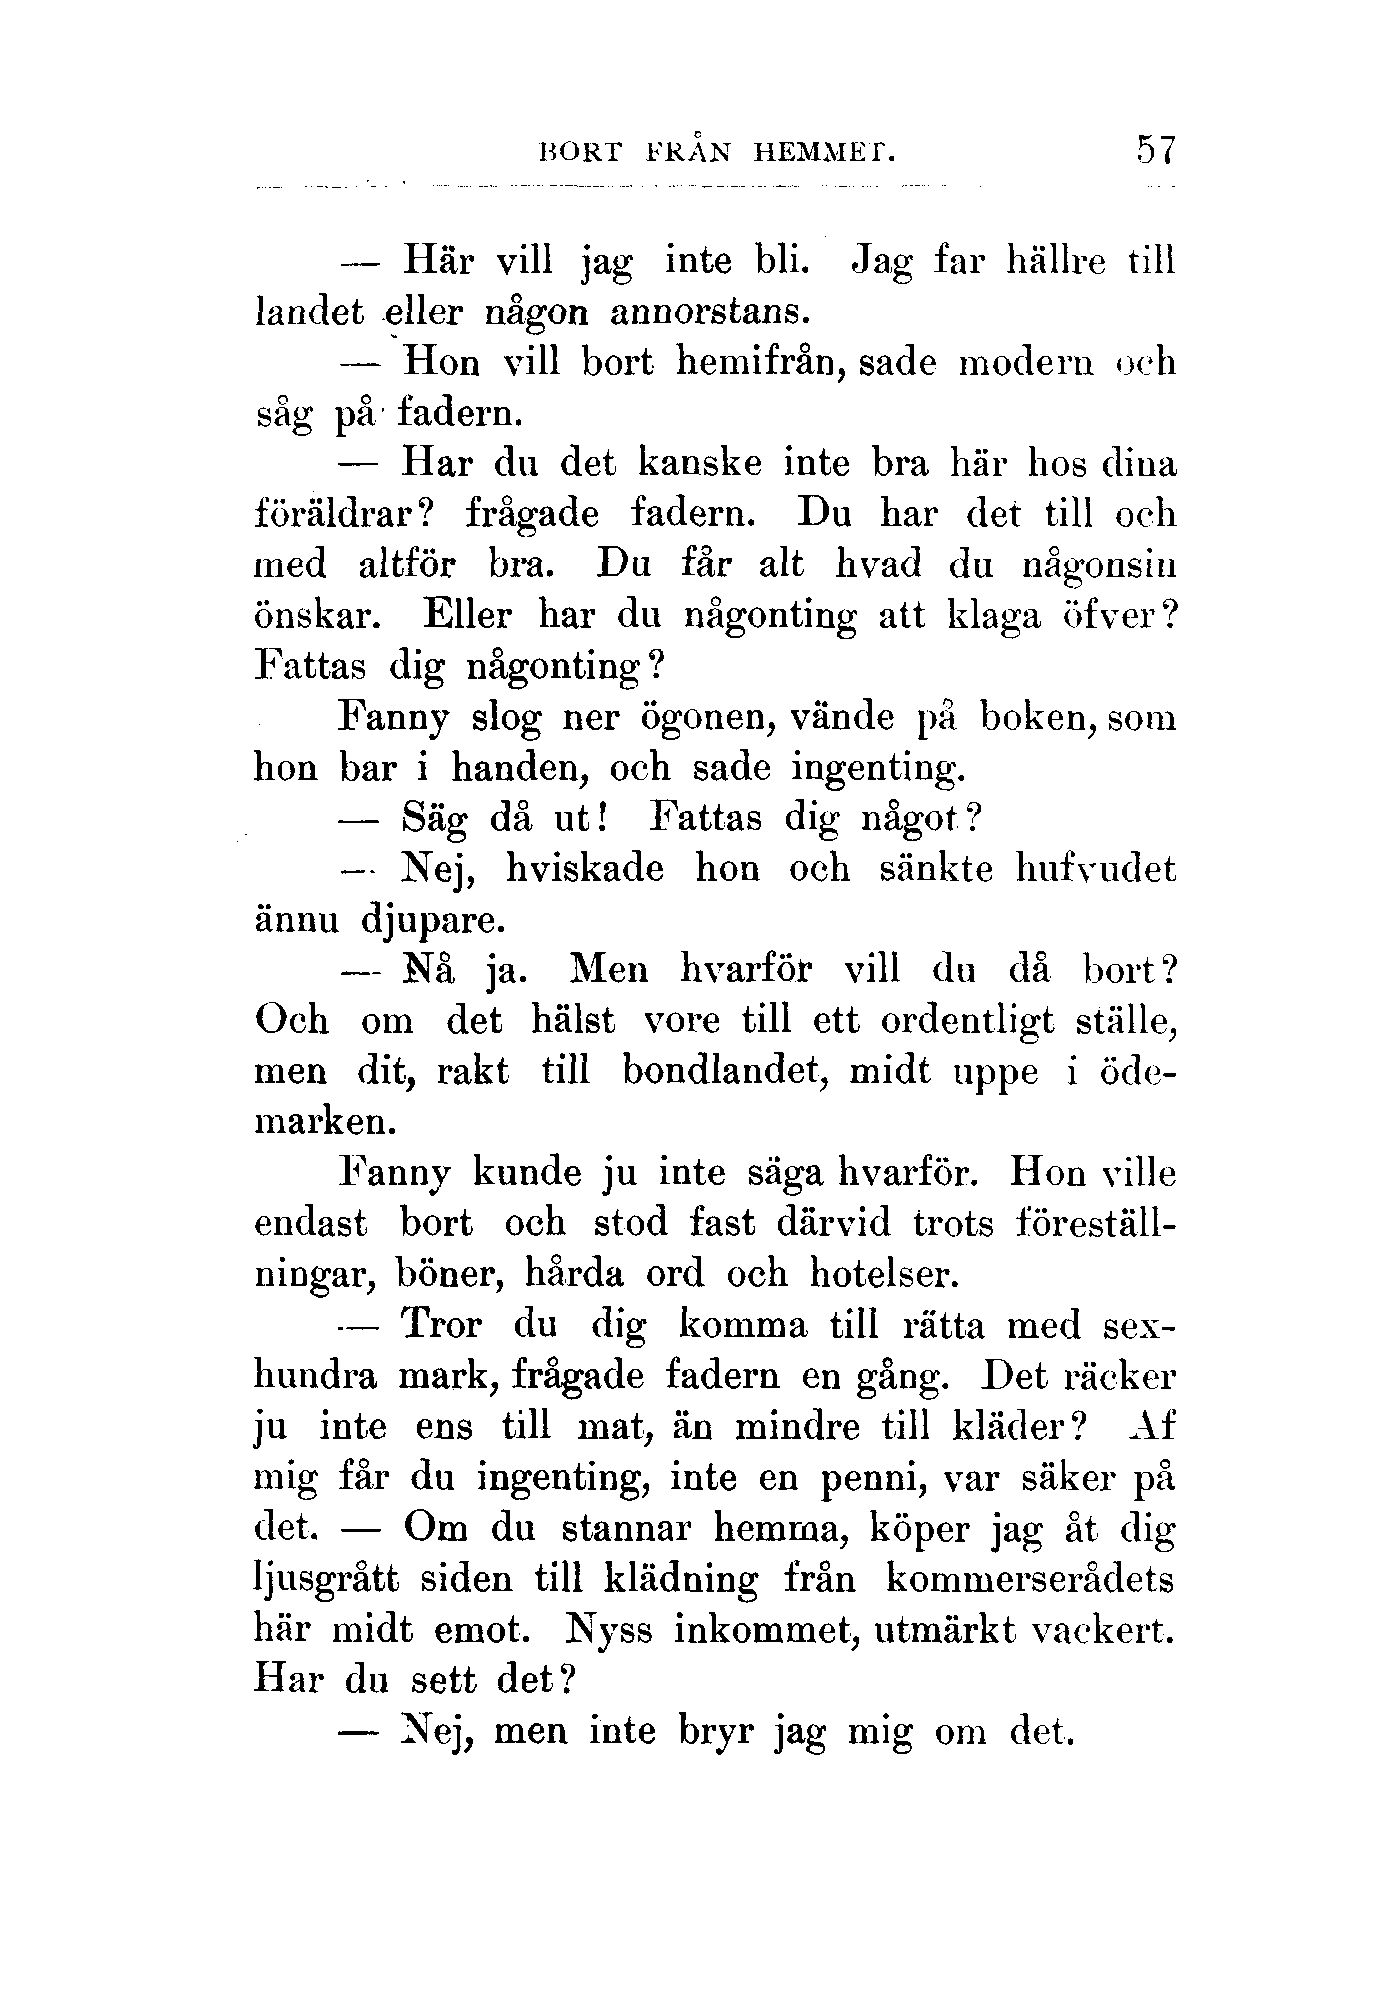 BORT FRÅN HEMMET. 57
— Här vill jag inte bli. Jag far hällre till
landet eller någon annorstans.
— Hon vill bort hemifrån, sade modern och
såg på fadern.
— Har du det kanske inte bra här hos dina
föräldrar? frågade fadern. Du har det till och
med altför bra. Du får alt hvad du någonsin
önskar. Eller har du någonting att klaga öfver?
Fattas dig någonting?
Fanny slog ner ögonen, vände på boken, som
hon bar i handen, och sade ingenting.
— Säg då ut! Fattas dig något?
— Nej, hviskade hon och sänkte hufvudet
ännu djupare.
— Nå ja. Men hvarför vill du då bort?
Och om det hälst vore till ett ordentligt ställe,
men dit, rakt till bondlandet, midt uppe i öde-
marken.
Fanny kunde ju inte säga hvarför. Hon ville
endast bort och stod fast därvid trots föreställ-
ningar, böner, hårda ord och hotelser.
— Tror du dig komma till rätta med sex-
hundra mark, frågade fadern en gång. Det räcker
ju inte ens till mat, än mindre till kläder? Af
mig får du ingenting, inte en penni, var säker på
det. — Om du stannar hemma, köper jag åt dig
ljusgrått siden till klädning från kommerserådets
här midt emot. Nyss inkommet, utmärkt vackert.
Har du sett det?
— Nej, men inte bryr jag mig om det.